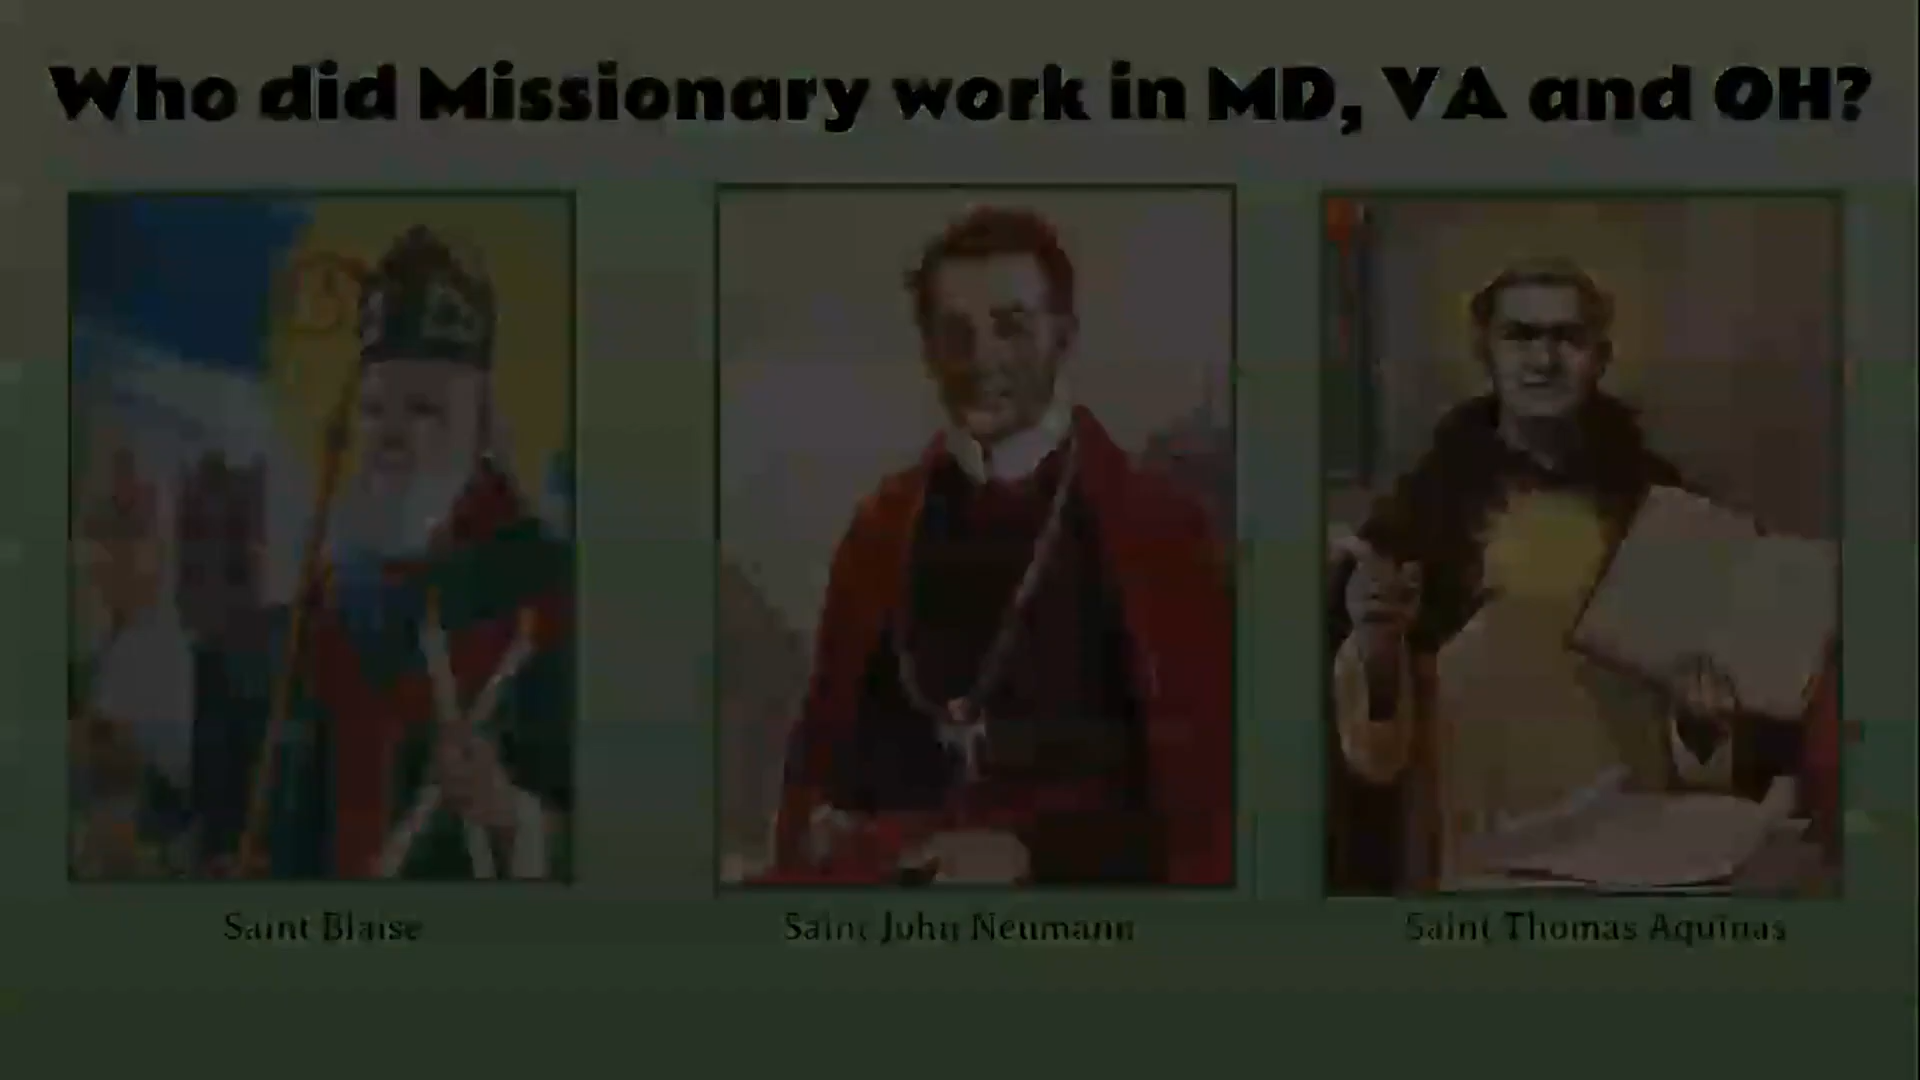 Who did Missionary work in MD, VA and OH?
Saint Blaise
Saint John Neumann
Saint Thomas Aquinas